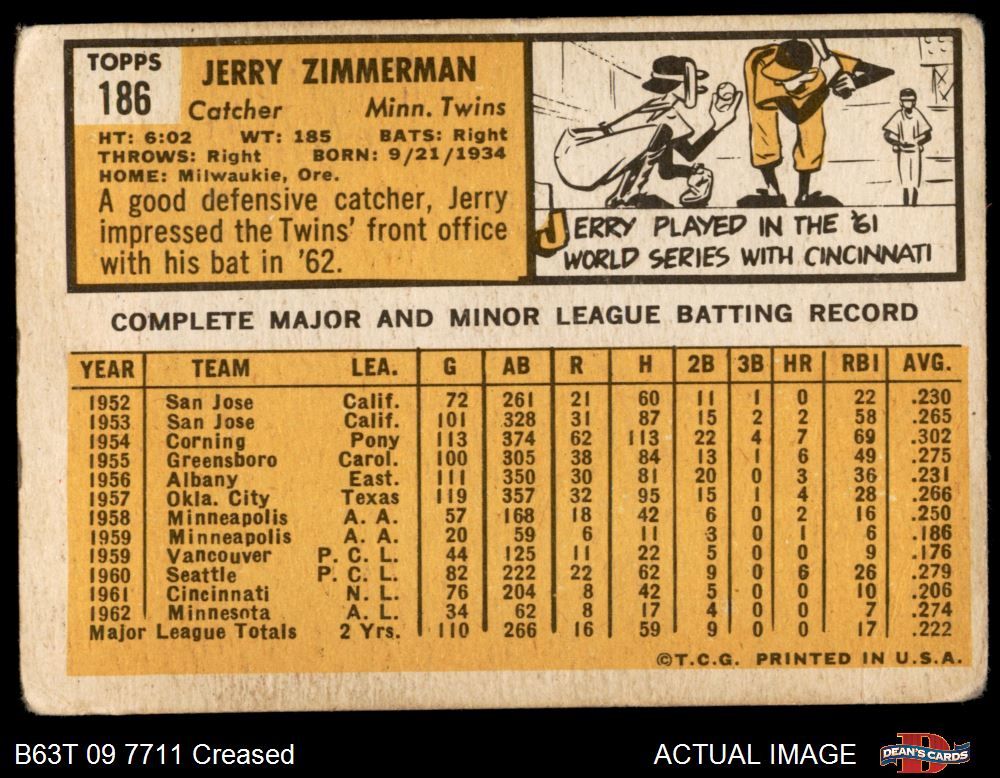 TOPPS
186
JERRY ZIMMERMAN
Catcher Minn. Twins
HT: 6:02 WT: 185 BATS: Right
THROWS: Right BORN: 9/21/1934
HOME: Milwaukie, Ore.
A good defensive catcher, Jerry
impressed the Twins' front office
with his bat in '62.
JERRY PLAYED IN THE '61
WORLD SERIES WITH CINCINNATI
COMPLETE MAJOR AND MINOR LEAGUE BATTING RECORD
YEAR TEAM LEA. G AB R H 2B 3B HR RBI AVG.
1952 San Jose Calif. 72 261 21 60 11 1 0 22 .230
1953 San Jose Calif. 101 328 31 87 15 2 2 58 .265
1954 Corning Pony 113 374 62 113 22 4 7 69 .302
1955 Greensboro Carol. 100 305 38 84 13 1 6 49 .275
1956 Albany East. 111 350 30 81 20 0 3 36 .231
1957 Okla. City Texas 119 357 32 95 15 1 4 28 .266
1958 Minneapolis A. A. 57 168 18 42 6 0 2 16 .250
1959 Minneapolis A. A. 20 59 6 11 3 0 1 6 .186
1959 Vancouver P. C. L. 44 125 11 22 5 0 0 9 .176
1960 Seattle P. C. L. 82 222 22 62 9 0 6 26 .279
1961 Cincinnati N. L. 76 204 8 42 5 0 0 10 .206
1962 Minnesota A. L. 34 62 8 17 4 0 0 7 .274
Major League Totals 2 Yrs. 110 266 16 59 9 0 0 17 .222
©T.C.G. PRINTED IN U.S.A.
B63T 09 7711 Creased ACTUAL IMAGE DEAN'S CARDS